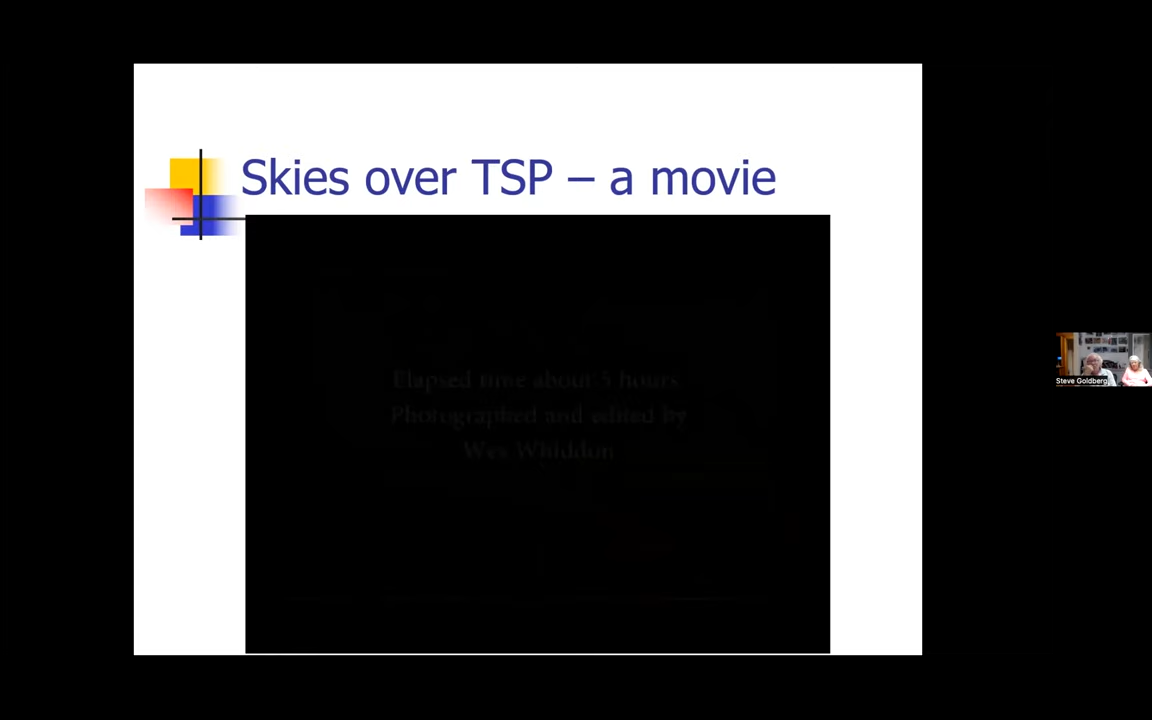 Skies over TSP – a movie
Elapsed time about 5 hours
Photographed and edited by
Wes Whiddon
Steve Goldberg